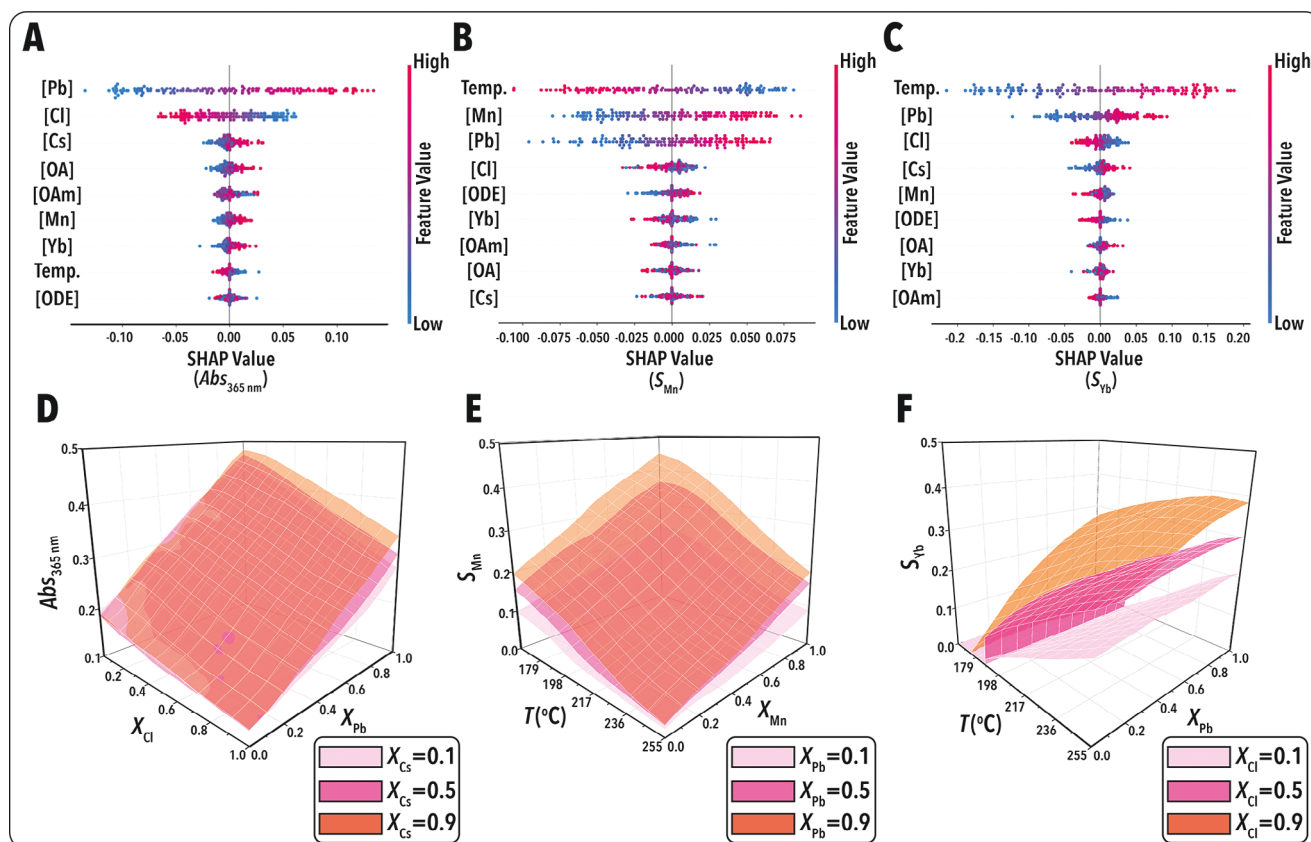 A
High
[Pb]
[Cl]
[Cs]
[OA]
[OAm]
[Mn]
[Yb]
Temp.
[ODE]
Feature Value
Low
-0.10 -0.05 0.00 0.05 0.10
SHAP Value
(Abs365 nm)
B
High
Temp.
[Mn]
[Pb]
[Cl]
[ODE]
[Yb]
[OAm]
[OA]
[Cs]
Feature Value
Low
-0.100 -0.075 -0.050 -0.025 0.000 0.025 0.050 0.075
SHAP Value
(SMn)
C
High
Temp.
[Pb]
[Cl]
[Cs]
[Mn]
[ODE]
[OA]
[Yb]
[OAm]
Feature Value
Low
-0.2 -0.15 -0.10 -0.05 0.00 0.05 0.10 0.15 0.20
SHAP Value
(SYb)
D
0.5
0.4
0.3
0.2
0.1
Abs365 nm
0.2 0.4 0.6 0.8 1.0
XCl
0.0 0.2 0.4 0.6 0.8 1.0
XPb
XCs=0.1
XCs=0.5
XCs=0.9
E
0.5
0.4
0.3
0.2
0.1
0.0
SMn
179 198 217 236 255
T(°C)
0.0 0.2 0.4 0.6 0.8 1.0
XMn
XPb=0.1
XPb=0.5
XPb=0.9
F
0.5
0.4
0.3
0.2
0.1
0.0
SYb
179 198 217 236 255
T(°C)
0.0 0.2 0.4 0.6 0.8 1.0
XPb
XCl=0.1
XCl=0.5
XCl=0.9